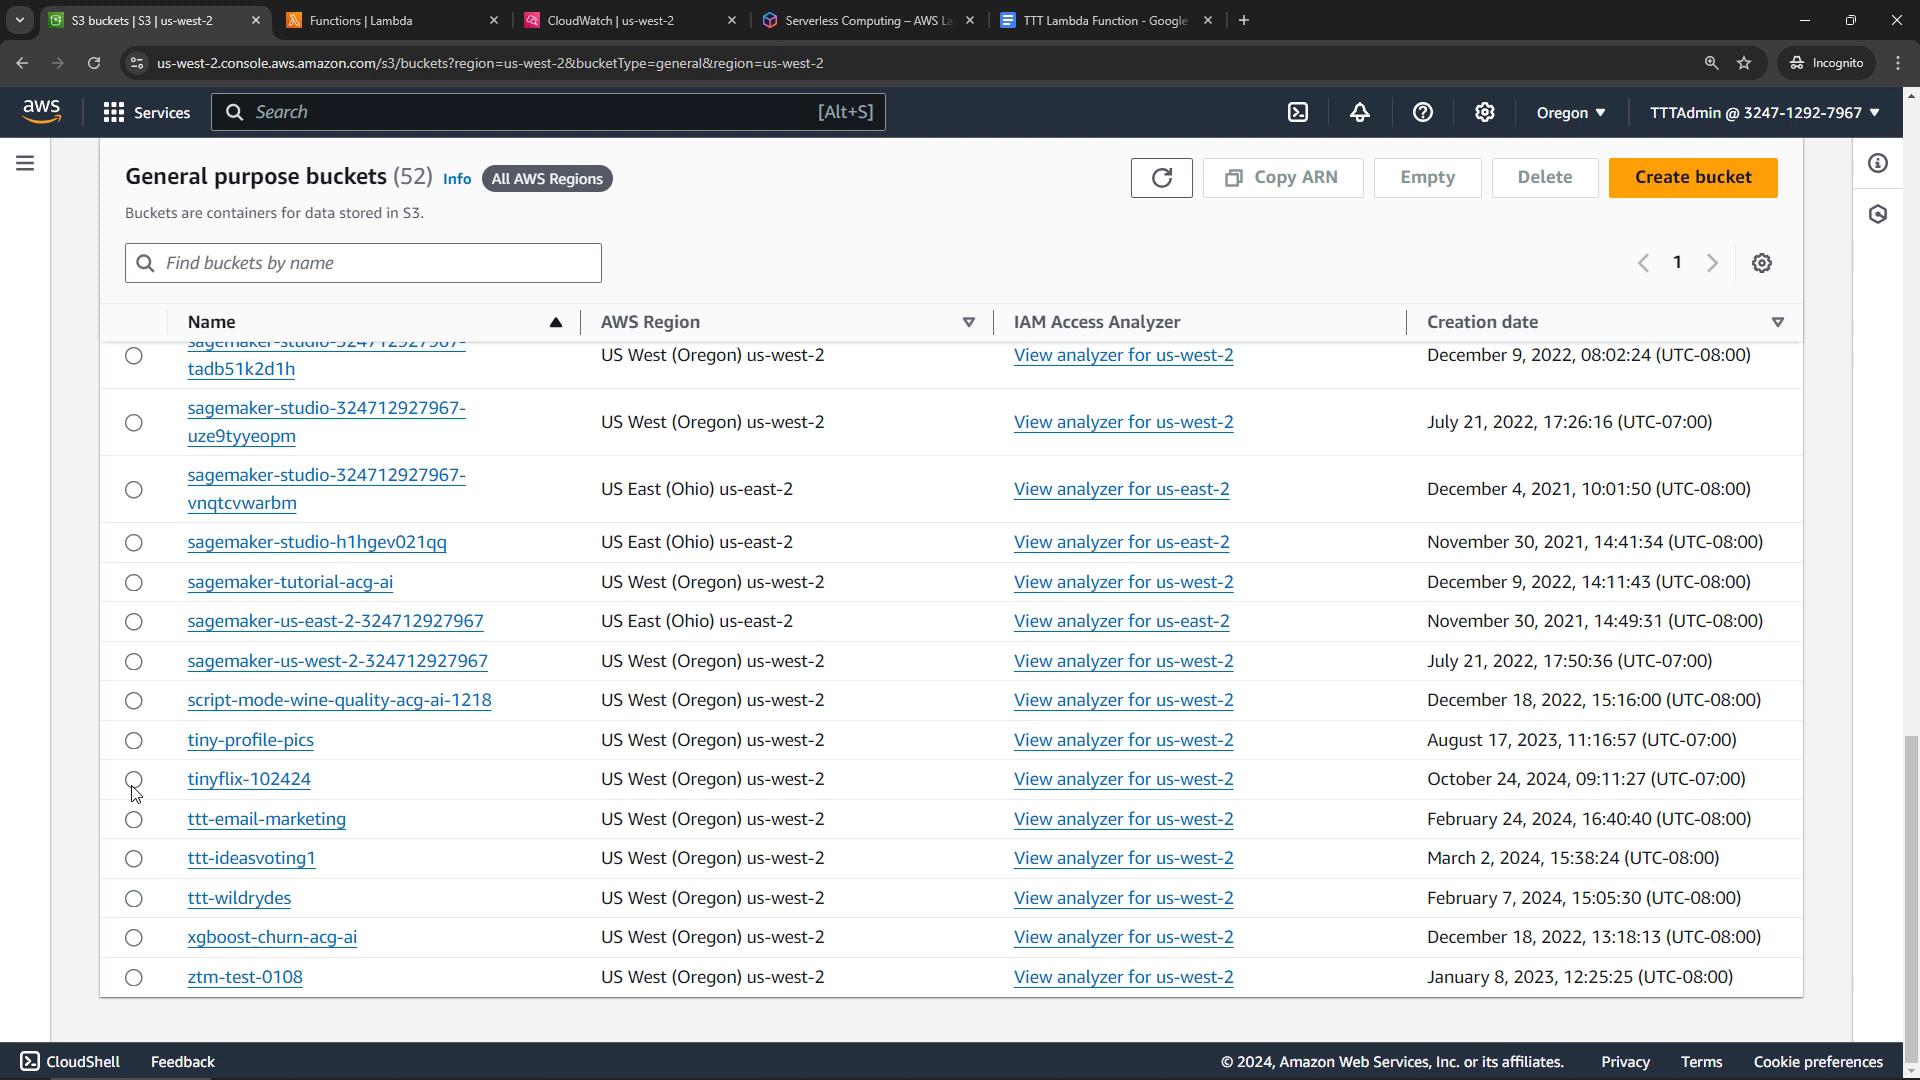 S3 buckets | S3 | us-west-2
Functions | Lambda
CloudWatch | us-west-2
Serverless Computing – AWS La
TTT Lambda Function - Google
us-west-2.console.aws.amazon.com/s3/buckets?region=us-west-2&bucketType=general&region=us-west-2
Incognito
aws
Services
Search
[Alt+S]
Oregon
TTTAdmin @ 3247-1292-7967
General purpose buckets (52) Info All AWS Regions
Buckets are containers for data stored in S3.
Copy ARN
Empty
Delete
Create bucket
Find buckets by name
1
Name AWS Region IAM Access Analyzer Creation date
sagemaker-studio-324712927967-
tadb51k2d1h US West (Oregon) us-west-2 View analyzer for us-west-2 December 9, 2022, 08:02:24 (UTC-08:00)
sagemaker-studio-324712927967-
uze9tyyeopm US West (Oregon) us-west-2 View analyzer for us-west-2 July 21, 2022, 17:26:16 (UTC-07:00)
sagemaker-studio-324712927967-
vnqtcvwarbm US East (Ohio) us-east-2 View analyzer for us-east-2 December 4, 2021, 10:01:50 (UTC-08:00)
sagemaker-studio-h1hgev021qq US East (Ohio) us-east-2 View analyzer for us-east-2 November 30, 2021, 14:41:34 (UTC-08:00)
sagemaker-tutorial-acg-ai US West (Oregon) us-west-2 View analyzer for us-west-2 December 9, 2022, 14:11:43 (UTC-08:00)
sagemaker-us-east-2-324712927967 US East (Ohio) us-east-2 View analyzer for us-east-2 November 30, 2021, 14:49:31 (UTC-08:00)
sagemaker-us-west-2-324712927967 US West (Oregon) us-west-2 View analyzer for us-west-2 July 21, 2022, 17:50:36 (UTC-07:00)
script-mode-wine-quality-acg-ai-1218 US West (Oregon) us-west-2 View analyzer for us-west-2 December 18, 2022, 15:16:00 (UTC-08:00)
tiny-profile-pics US West (Oregon) us-west-2 View analyzer for us-west-2 August 17, 2023, 11:16:57 (UTC-07:00)
tinyflix-102424 US West (Oregon) us-west-2 View analyzer for us-west-2 October 24, 2024, 09:11:27 (UTC-07:00)
ttt-email-marketing US West (Oregon) us-west-2 View analyzer for us-west-2 February 24, 2024, 16:40:40 (UTC-08:00)
ttt-ideasvoting1 US West (Oregon) us-west-2 View analyzer for us-west-2 March 2, 2024, 15:38:24 (UTC-08:00)
ttt-wildrydes US West (Oregon) us-west-2 View analyzer for us-west-2 February 7, 2024, 15:05:30 (UTC-08:00)
xgboost-churn-acg-ai US West (Oregon) us-west-2 View analyzer for us-west-2 December 18, 2022, 13:18:13 (UTC-08:00)
ztm-test-0108 US West (Oregon) us-west-2 View analyzer for us-west-2 January 8, 2023, 12:25:25 (UTC-08:00)
CloudShell Feedback © 2024, Amazon Web Services, Inc. or its affiliates. Privacy Terms Cookie preferences